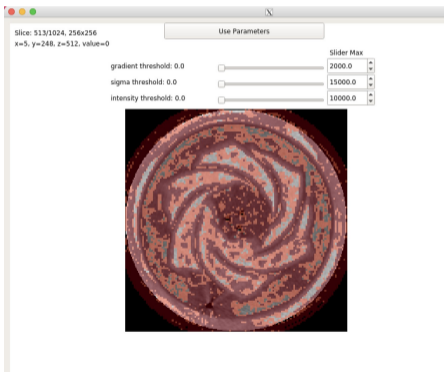 Slice: 513/1024, 256x256
Use Parameters
x=5, y=248, z=512, value=0
Slider Max
gradient threshold: 0.0
2000.0
sigma threshold: 0.0
15000.0
intensity threshold: 0.0
10000.0